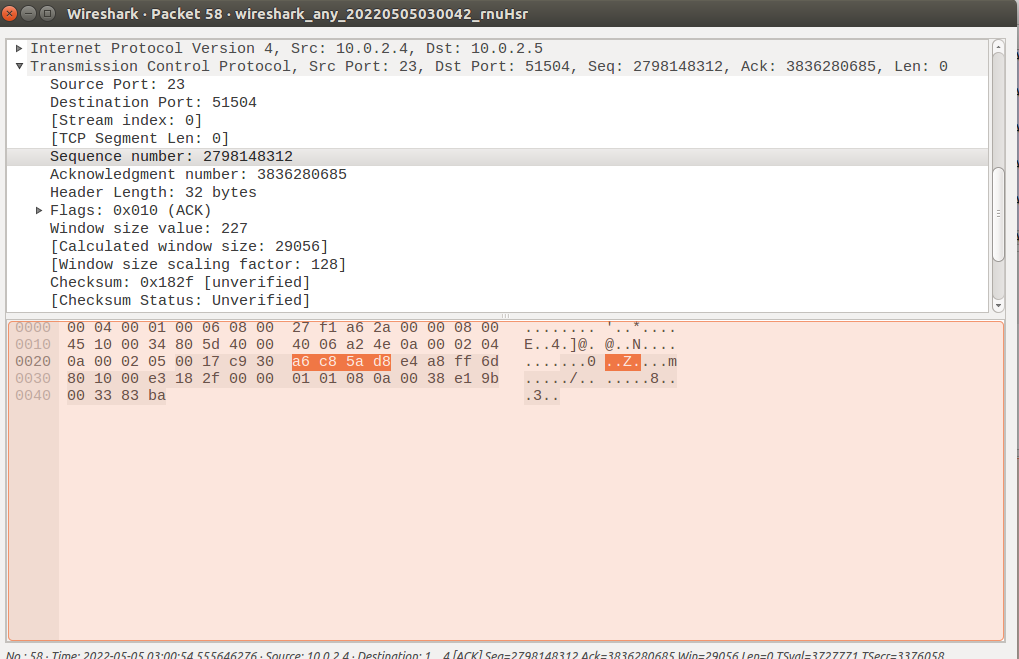 Wireshark · Packet 58 · wireshark_any_20220505030042_rnuHsr
Internet Protocol Version 4, Src: 10.0.2.4, Dst: 10.0.2.5
Transmission Control Protocol, Src Port: 23, Dst Port: 51504, Seq: 2798148312, Ack: 3836280685, Len: 0
Source Port: 23
Destination Port: 51504
[Stream index: 0]
[TCP Segment Len: 0]
Sequence number: 2798148312
Acknowledgment number: 3836280685
Header Length: 32 bytes
Flags: 0x010 (ACK)
Window size value: 227
[Calculated window size: 29056]
[Window size scaling factor: 128]
Checksum: 0x182f [unverified]
[Checksum Status: Unverified]
0000 00 04 00 01 00 06 08 00 27 f1 a6 2a 00 00 08 00 ........ '..*....
0010 45 10 00 34 80 5d 40 00 40 06 a2 4e 0a 00 02 04 E..4.]@. @..N....
0020 0a 00 02 05 00 17 c9 30 a6 c8 5a d8 e4 a8 ff 6d .......0 ..Z....m
0030 80 10 00 e3 18 2f 00 00 01 01 08 0a 00 38 e1 9b ...../.. .....8..
0040 00 33 83 ba .3..
No.: 58 · Time: 2022-05-05 03:00:54.555646276 · Source: 10.0.2.4 · Destination: 1... 4 [ACK] Seq=2798148312 Ack=3836280685 Win=29056 Len=0 TSval=3727771 TSecr=3376058